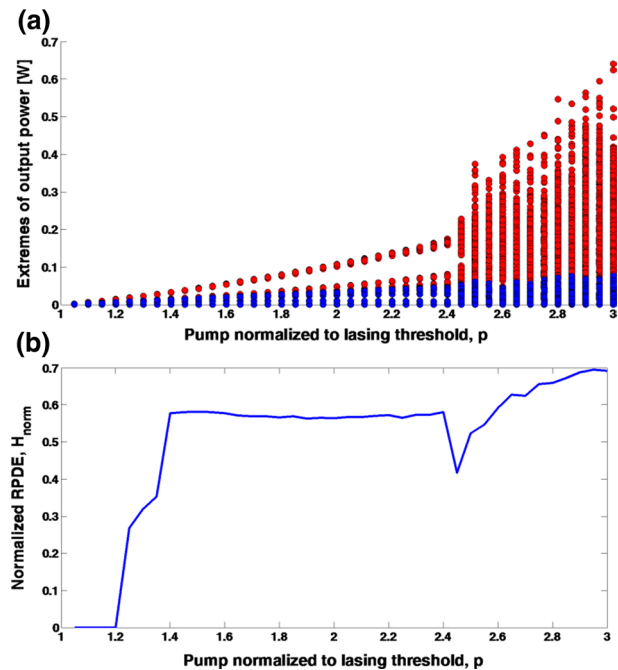 (a)
Extremes of output power [W]
0.7
0.6
0.5
0.4
0.3
0.2
0.1
0
1 1.2 1.4 1.6 1.8 2 2.2 2.4 2.6 2.8 3
Pump normalized to lasing threshold, p
(b)
Normalized RPDE, H_norm
0.7
0.6
0.5
0.4
0.3
0.2
0.1
0
1 1.2 1.4 1.6 1.8 2 2.2 2.4 2.6 2.8 3
Pump normalized to lasing threshold, p